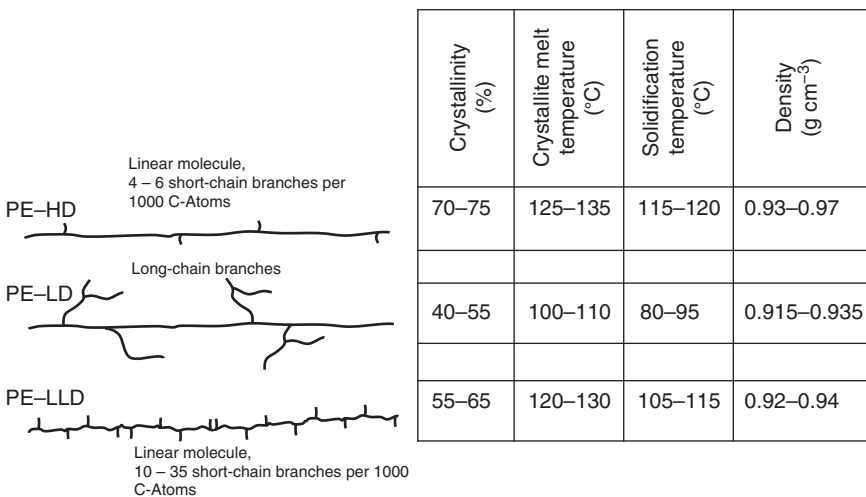 Crystallinity
(%)
Crystallite melt
temperature
(°C)
Solidification
temperature
(°C)
Density
(g cm⁻³)
Linear molecule,
4 – 6 short-chain branches per
1000 C-Atoms
PE–HD
70–75 125–135 115–120 0.93–0.97
Long-chain branches
PE–LD
40–55 100–110 80–95 0.915–0.935
PE–LLD
55–65 120–130 105–115 0.92–0.94
Linear molecule,
10 – 35 short-chain branches per 1000
C-Atoms